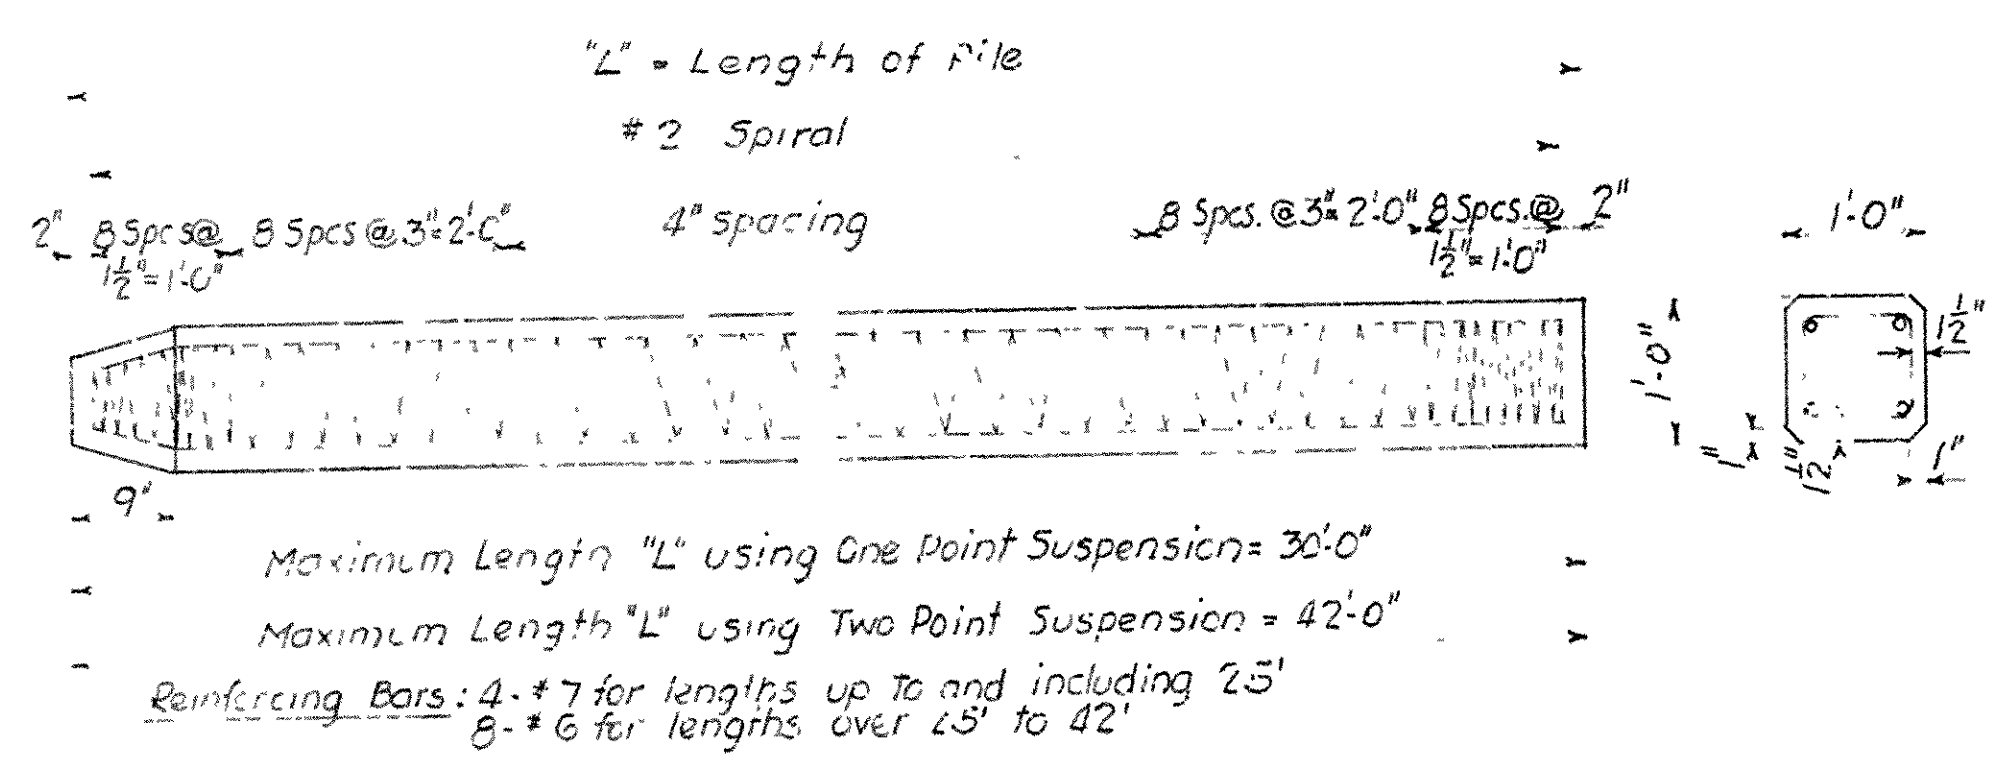 "L" = Length of Pile
#2 Spiral
2" 8 Spcs@ 8 Spcs@3"=2'-0" 4" spacing 8 Spcs.@3"=2'-0" 8 Spcs.@ 2" 1'-0"
1½"=1'-0" 1½"=1'-0"
1'-0" 1½"
1" 1½" 1"
9"
Maximum Length "L" using One Point Suspension = 30'-0"
Maximum Length "L" using Two Point Suspension = 42'-0"
Reinforcing Bars: 4-#7 for lengths up to and including 25'
8-#6 for lengths over 25' to 42'